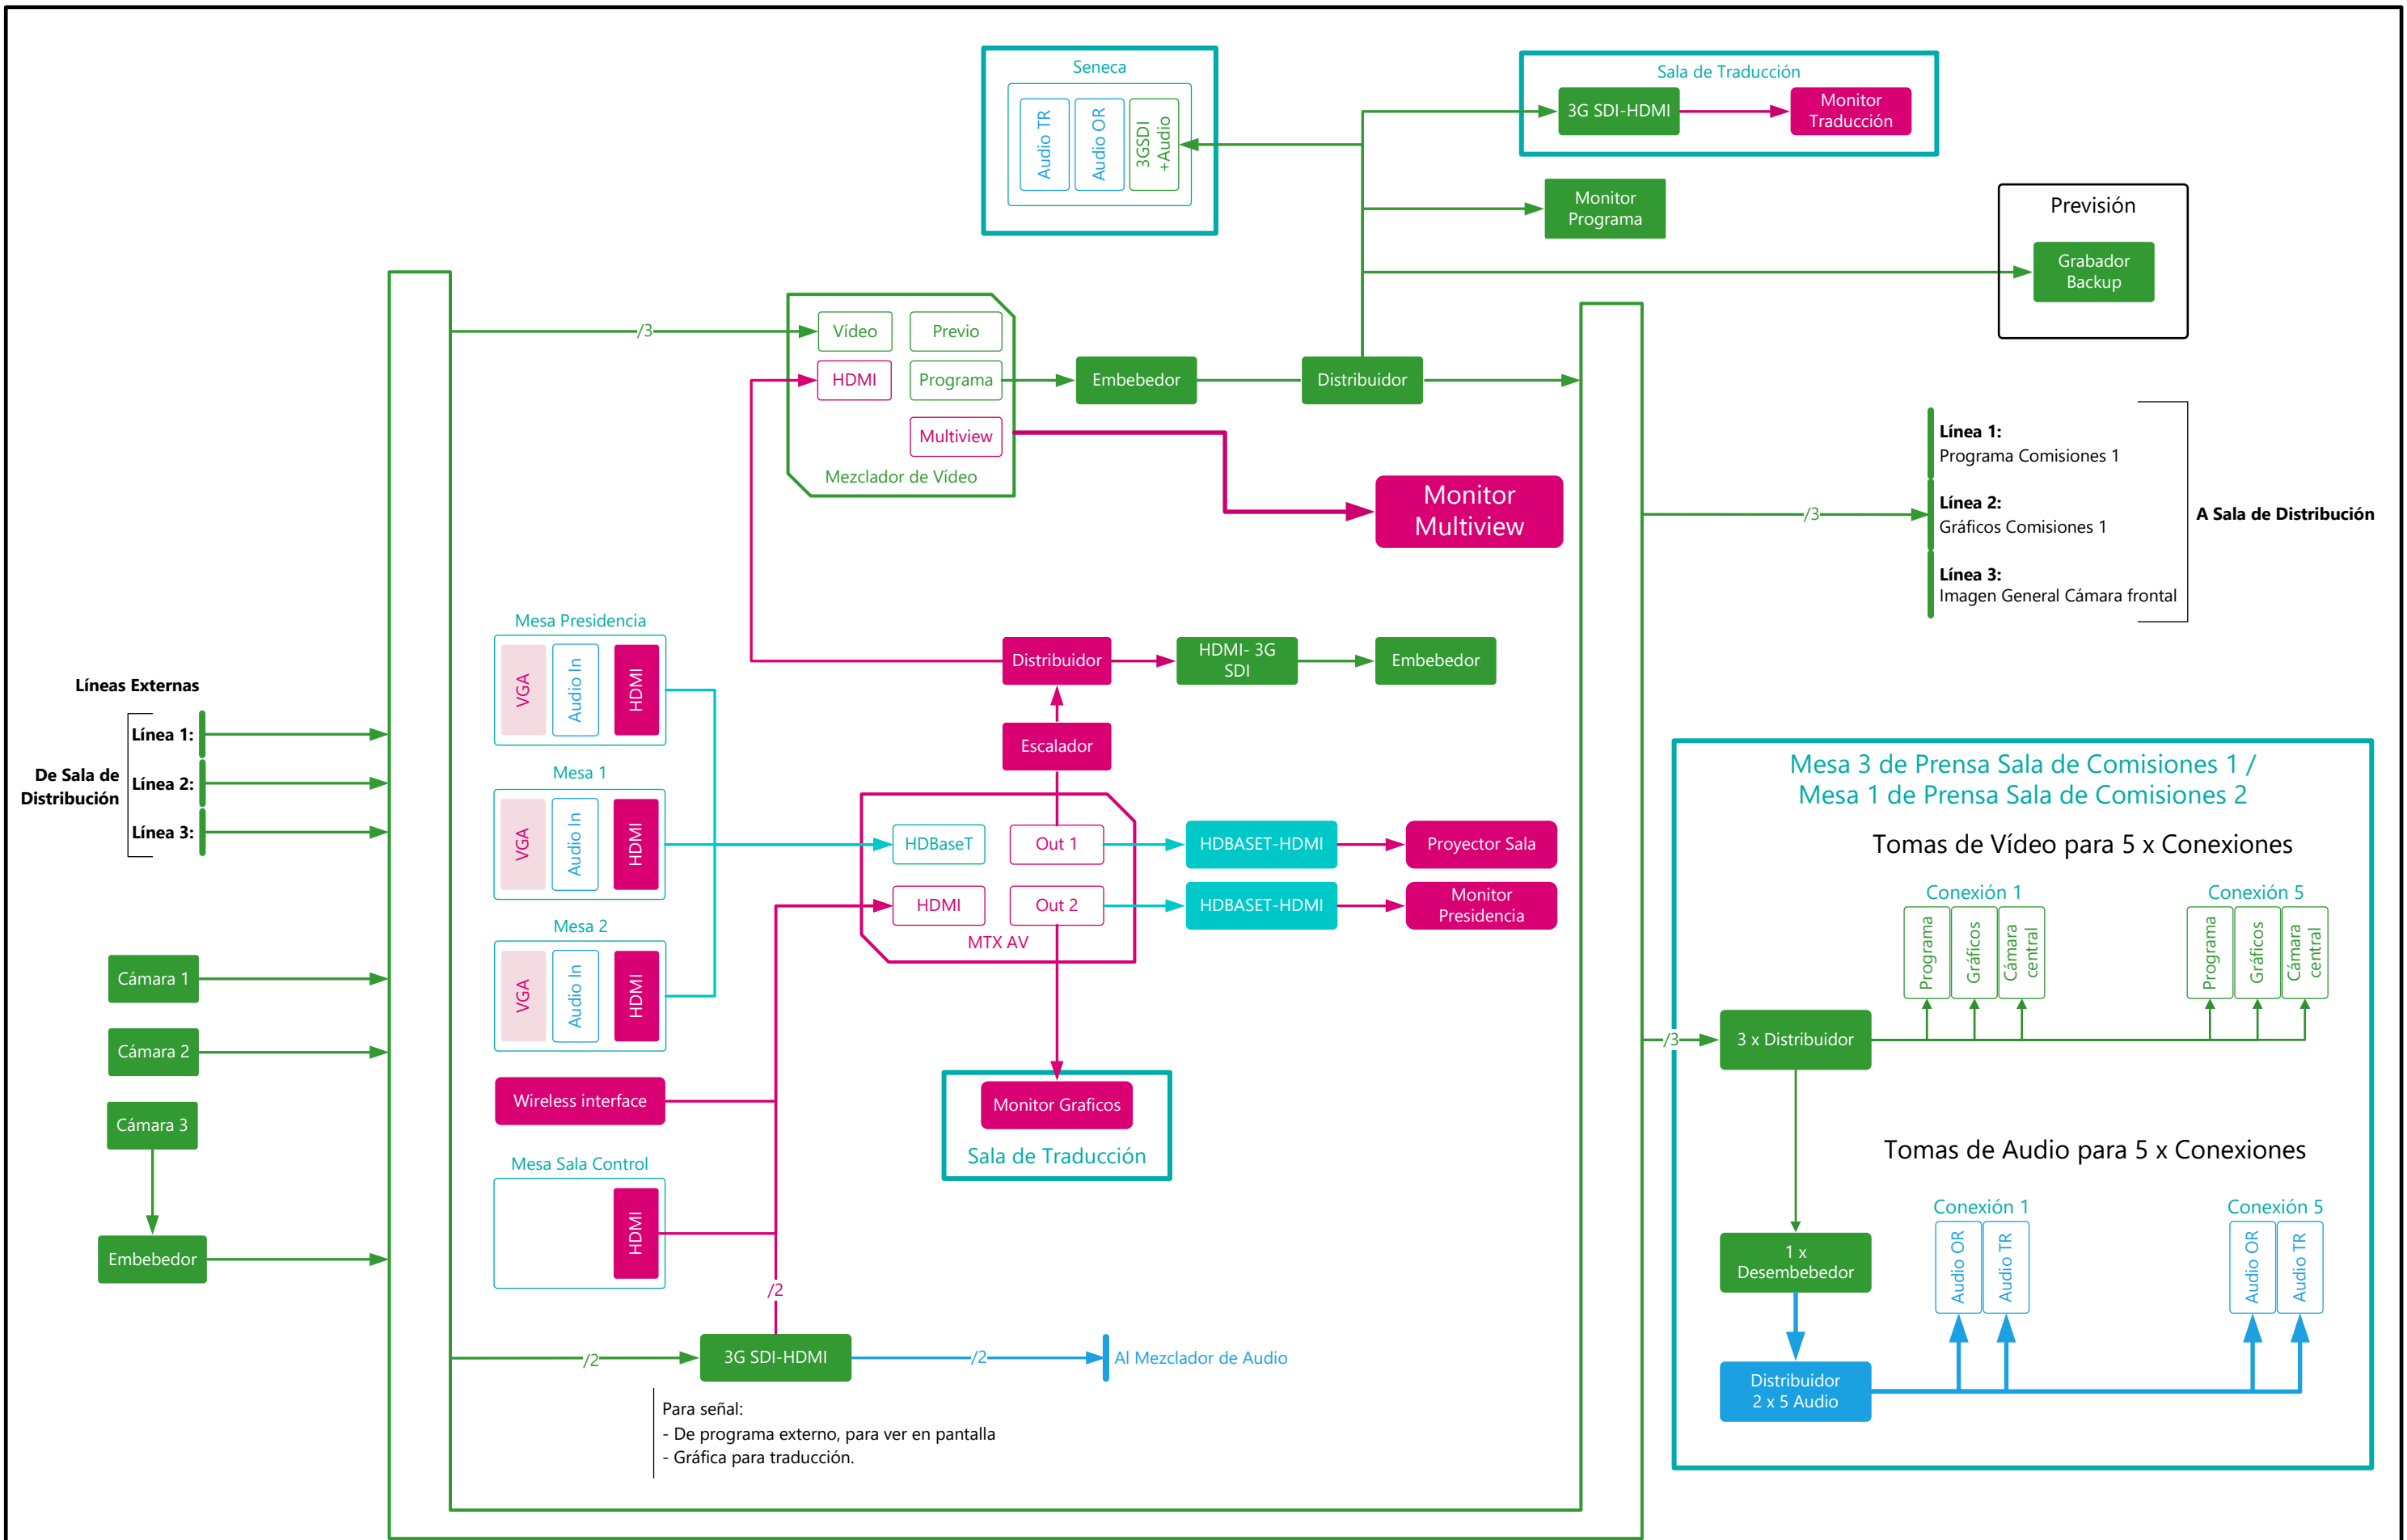 Seneca
Audio TR
Audio OR
3GSDI
+Audio
Sala de Traducción
3G SDI-HDMI
Monitor
Traducción
Monitor
Programa
Previsión
Grabador
Backup
/3
Vídeo
Previo
HDMI
Programa
Multiview
Mezclador de Vídeo
Embebedor
Distribuidor
Monitor
Multiview
Línea 1:
Programa Comisiones 1
Línea 2:
Gráficos Comisiones 1
Línea 3:
Imagen General Cámara frontal
/3
A Sala de Distribución
Líneas Externas
De Sala de
Distribución
Línea 1:
Línea 2:
Línea 3:
Cámara 1
Cámara 2
Cámara 3
Embebedor
Mesa Presidencia
VGA
Audio In
HDMI
Mesa 1
VGA
Audio In
HDMI
Mesa 2
VGA
Audio In
HDMI
Wireless interface
Mesa Sala Control
HDMI
Distribuidor
HDMI- 3G
SDI
Embebedor
Escalador
HDBaseT
Out 1
HDMI
Out 2
MTX AV
HDBASET-HDMI
Proyector Sala
HDBASET-HDMI
Monitor
Presidencia
Monitor Graficos
Sala de Traducción
/2
/2
3G SDI-HDMI
/2
Al Mezclador de Audio
Para señal:
- De programa externo, para ver en pantalla
- Gráfica para traducción.
Mesa 3 de Prensa Sala de Comisiones 1 /
Mesa 1 de Prensa Sala de Comisiones 2
Tomas de Vídeo para 5 x Conexiones
Conexión 1
Programa
Gráficos
Cámara
central
Conexión 5
Programa
Gráficos
Cámara
central
/3
3 x Distribuidor
Tomas de Audio para 5 x Conexiones
Conexión 1
Audio OR
Audio TR
Conexión 5
Audio OR
Audio TR
1 x
Desembebedor
Distribuidor
2 x 5 Audio